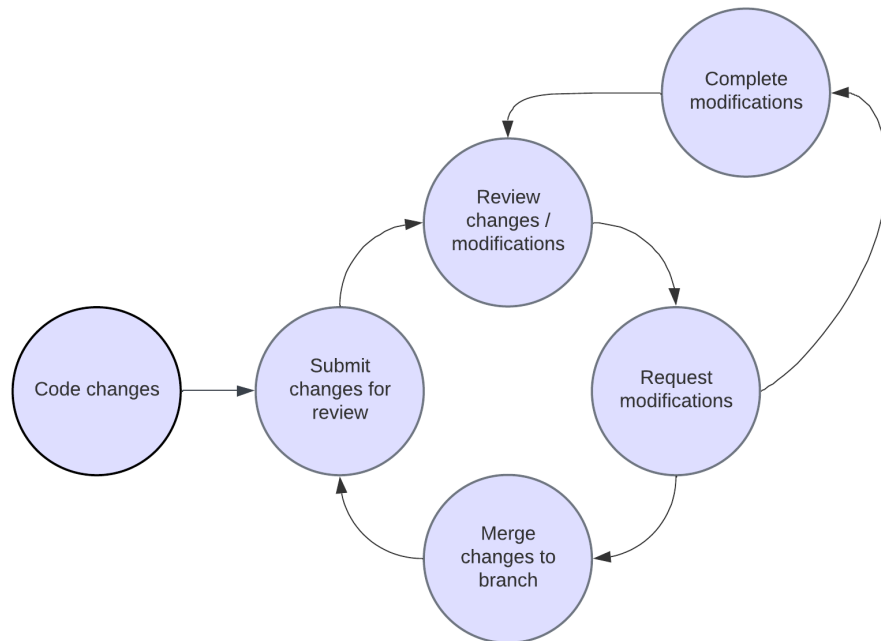 Complete
modifications
Review
changes /
modifications
Code changes
Submit
changes for
review
Request
modifications
Merge
changes to
branch